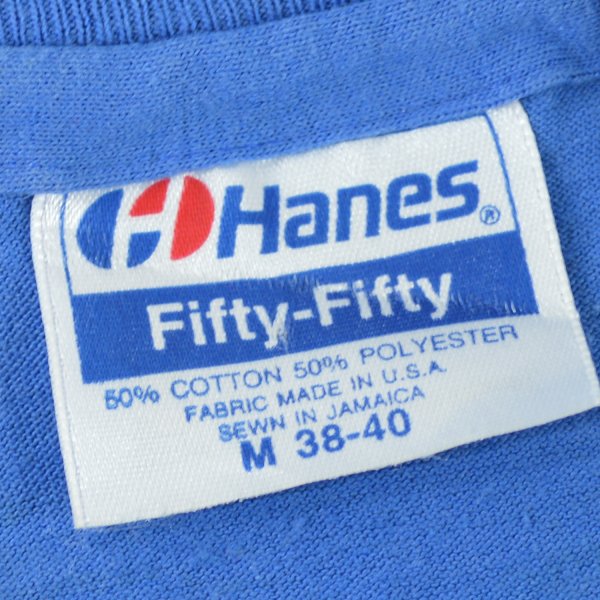 Hanes®
Fifty-Fifty
50% COTTON 50% POLYESTER
FABRIC MADE IN U.S.A.
SEWN IN JAMAICA
M 38-40